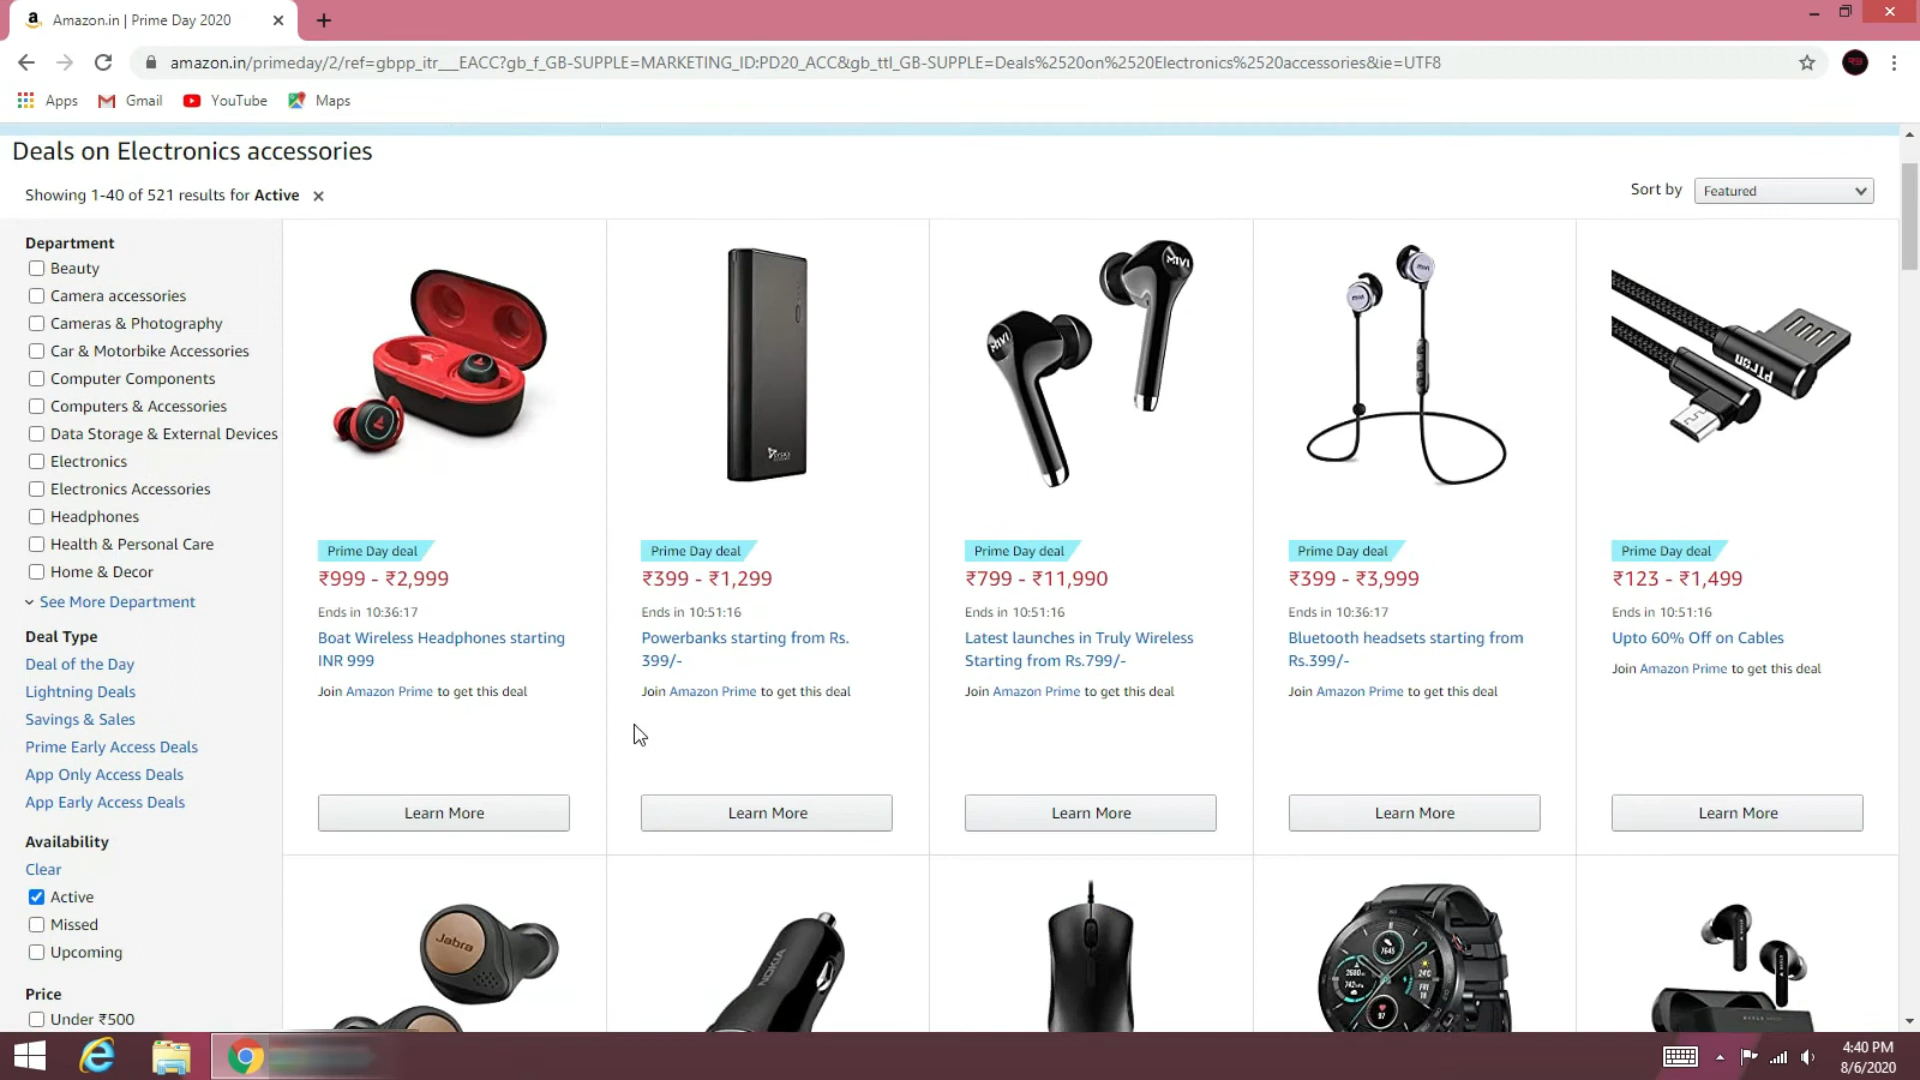 Amazon.in | Prime Day 2020
amazon.in/primeday/2/ref=gbpp_itr___EACC?gb_f_GB-SUPPLE=MARKETING_ID:PD20_ACC&gb_ttl_GB-SUPPLE=Deals%2520on%2520Electronics%2520accessories&ie=UTF8
Apps Gmail YouTube Maps
Deals on Electronics accessories
Showing 1-40 of 521 results for Active
Sort by Featured
Department
Beauty
Camera accessories
Cameras & Photography
Car & Motorbike Accessories
Computer Components
Computers & Accessories
Data Storage & External Devices
Electronics
Electronics Accessories
Headphones
Health & Personal Care
Home & Decor
See More Department
Deal Type
Deal of the Day
Lightning Deals
Savings & Sales
Prime Early Access Deals
App Only Access Deals
App Early Access Deals
Availability
Clear
Active
Missed
Upcoming
Price
Under ₹500
Prime Day deal
₹999 - ₹2,999
Ends in 10:36:17
Boat Wireless Headphones starting
INR 999
Join Amazon Prime to get this deal
Learn More
Prime Day deal
₹399 - ₹1,299
Ends in 10:51:16
Powerbanks starting from Rs.
399/-
Join Amazon Prime to get this deal
Learn More
MIVI
MIVI
Prime Day deal
₹799 - ₹11,990
Ends in 10:51:16
Latest launches in Truly Wireless
Starting from Rs.799/-
Join Amazon Prime to get this deal
Learn More
Prime Day deal
₹399 - ₹3,999
Ends in 10:36:17
Bluetooth headsets starting from
Rs.399/-
Join Amazon Prime to get this deal
Learn More
PTron
Prime Day deal
₹123 - ₹1,499
Ends in 10:51:16
Upto 60% Off on Cables
Join Amazon Prime to get this deal
Learn More
Jabra
NOKIA
4:40 PM
8/6/2020